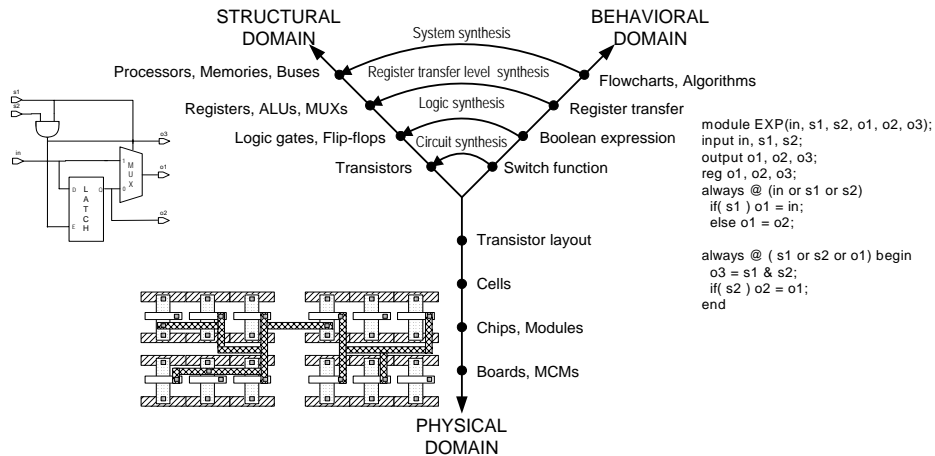 STRUCTURAL
DOMAIN
BEHAVIORAL
DOMAIN
System synthesis
Processors, Memories, Buses
Flowcharts, Algorithms
Register transfer level synthesis
Registers, ALUs, MUXs
Register transfer
Logic synthesis
Logic gates, Flip-flops
Boolean expression
Circuit synthesis
Transistors
Switch function
Transistor layout
Cells
Chips, Modules
Boards, MCMs
PHYSICAL
DOMAIN
s1
s2
o3
in
1
M
U
X
0
o1
D
L
A
T
C
H
Q
E
o2
module EXP(in, s1, s2, o1, o2, o3);
input in, s1, s2;
output o1, o2, o3;
reg o1, o2, o3;
always @ (in or s1 or s2)
if( s1 ) o1 = in;
else o1 = o2;
always @ ( s1 or s2 or o1) begin
o3 = s1 & s2;
if( s2 ) o2 = o1;
end